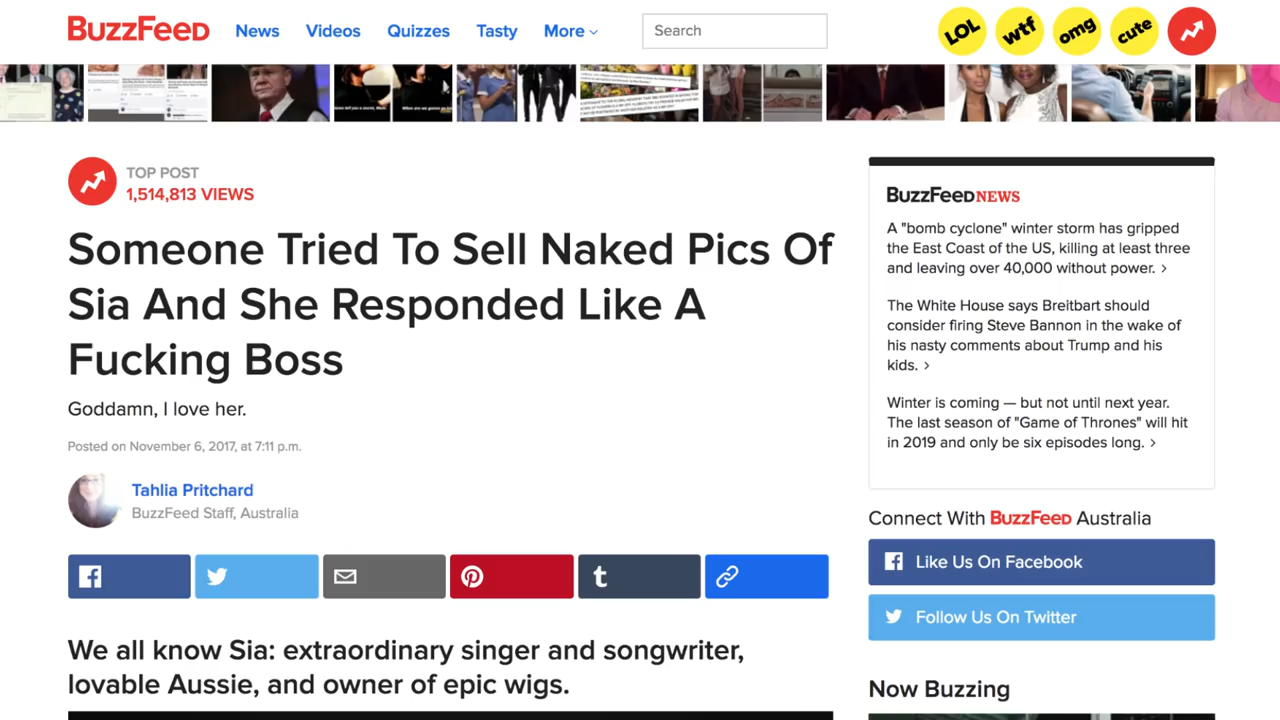 BuzzFeed
News
Videos
Quizzes
Tasty
More
Search
LOL
wtf
omg
cute
TOP POST
1,514,813 VIEWS
Someone Tried To Sell Naked Pics Of
Sia And She Responded Like A
Fucking Boss
Goddamn, I love her.
Posted on November 6, 2017, at 7:11 p.m.
Tahlia Pritchard
BuzzFeed Staff, Australia
We all know Sia: extraordinary singer and songwriter,
lovable Aussie, and owner of epic wigs.
BuzzFeedNEWS
A "bomb cyclone" winter storm has gripped
the East Coast of the US, killing at least three
and leaving over 40,000 without power. >
The White House says Breitbart should
consider firing Steve Bannon in the wake of
his nasty comments about Trump and his
kids. >
Winter is coming — but not until next year.
The last season of "Game of Thrones" will hit
in 2019 and only be six episodes long. >
Connect With BuzzFeed Australia
Like Us On Facebook
Follow Us On Twitter
Now Buzzing